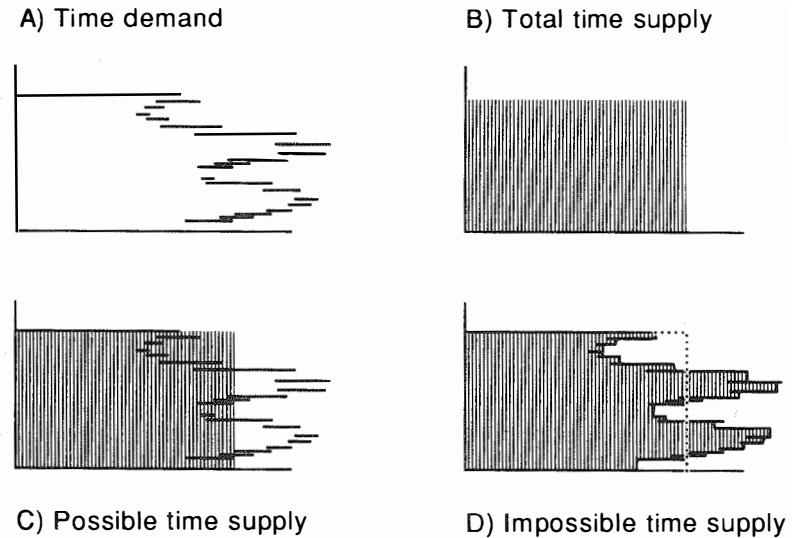 A) Time demand
B) Total time supply
C) Possible time supply
D) Impossible time supply